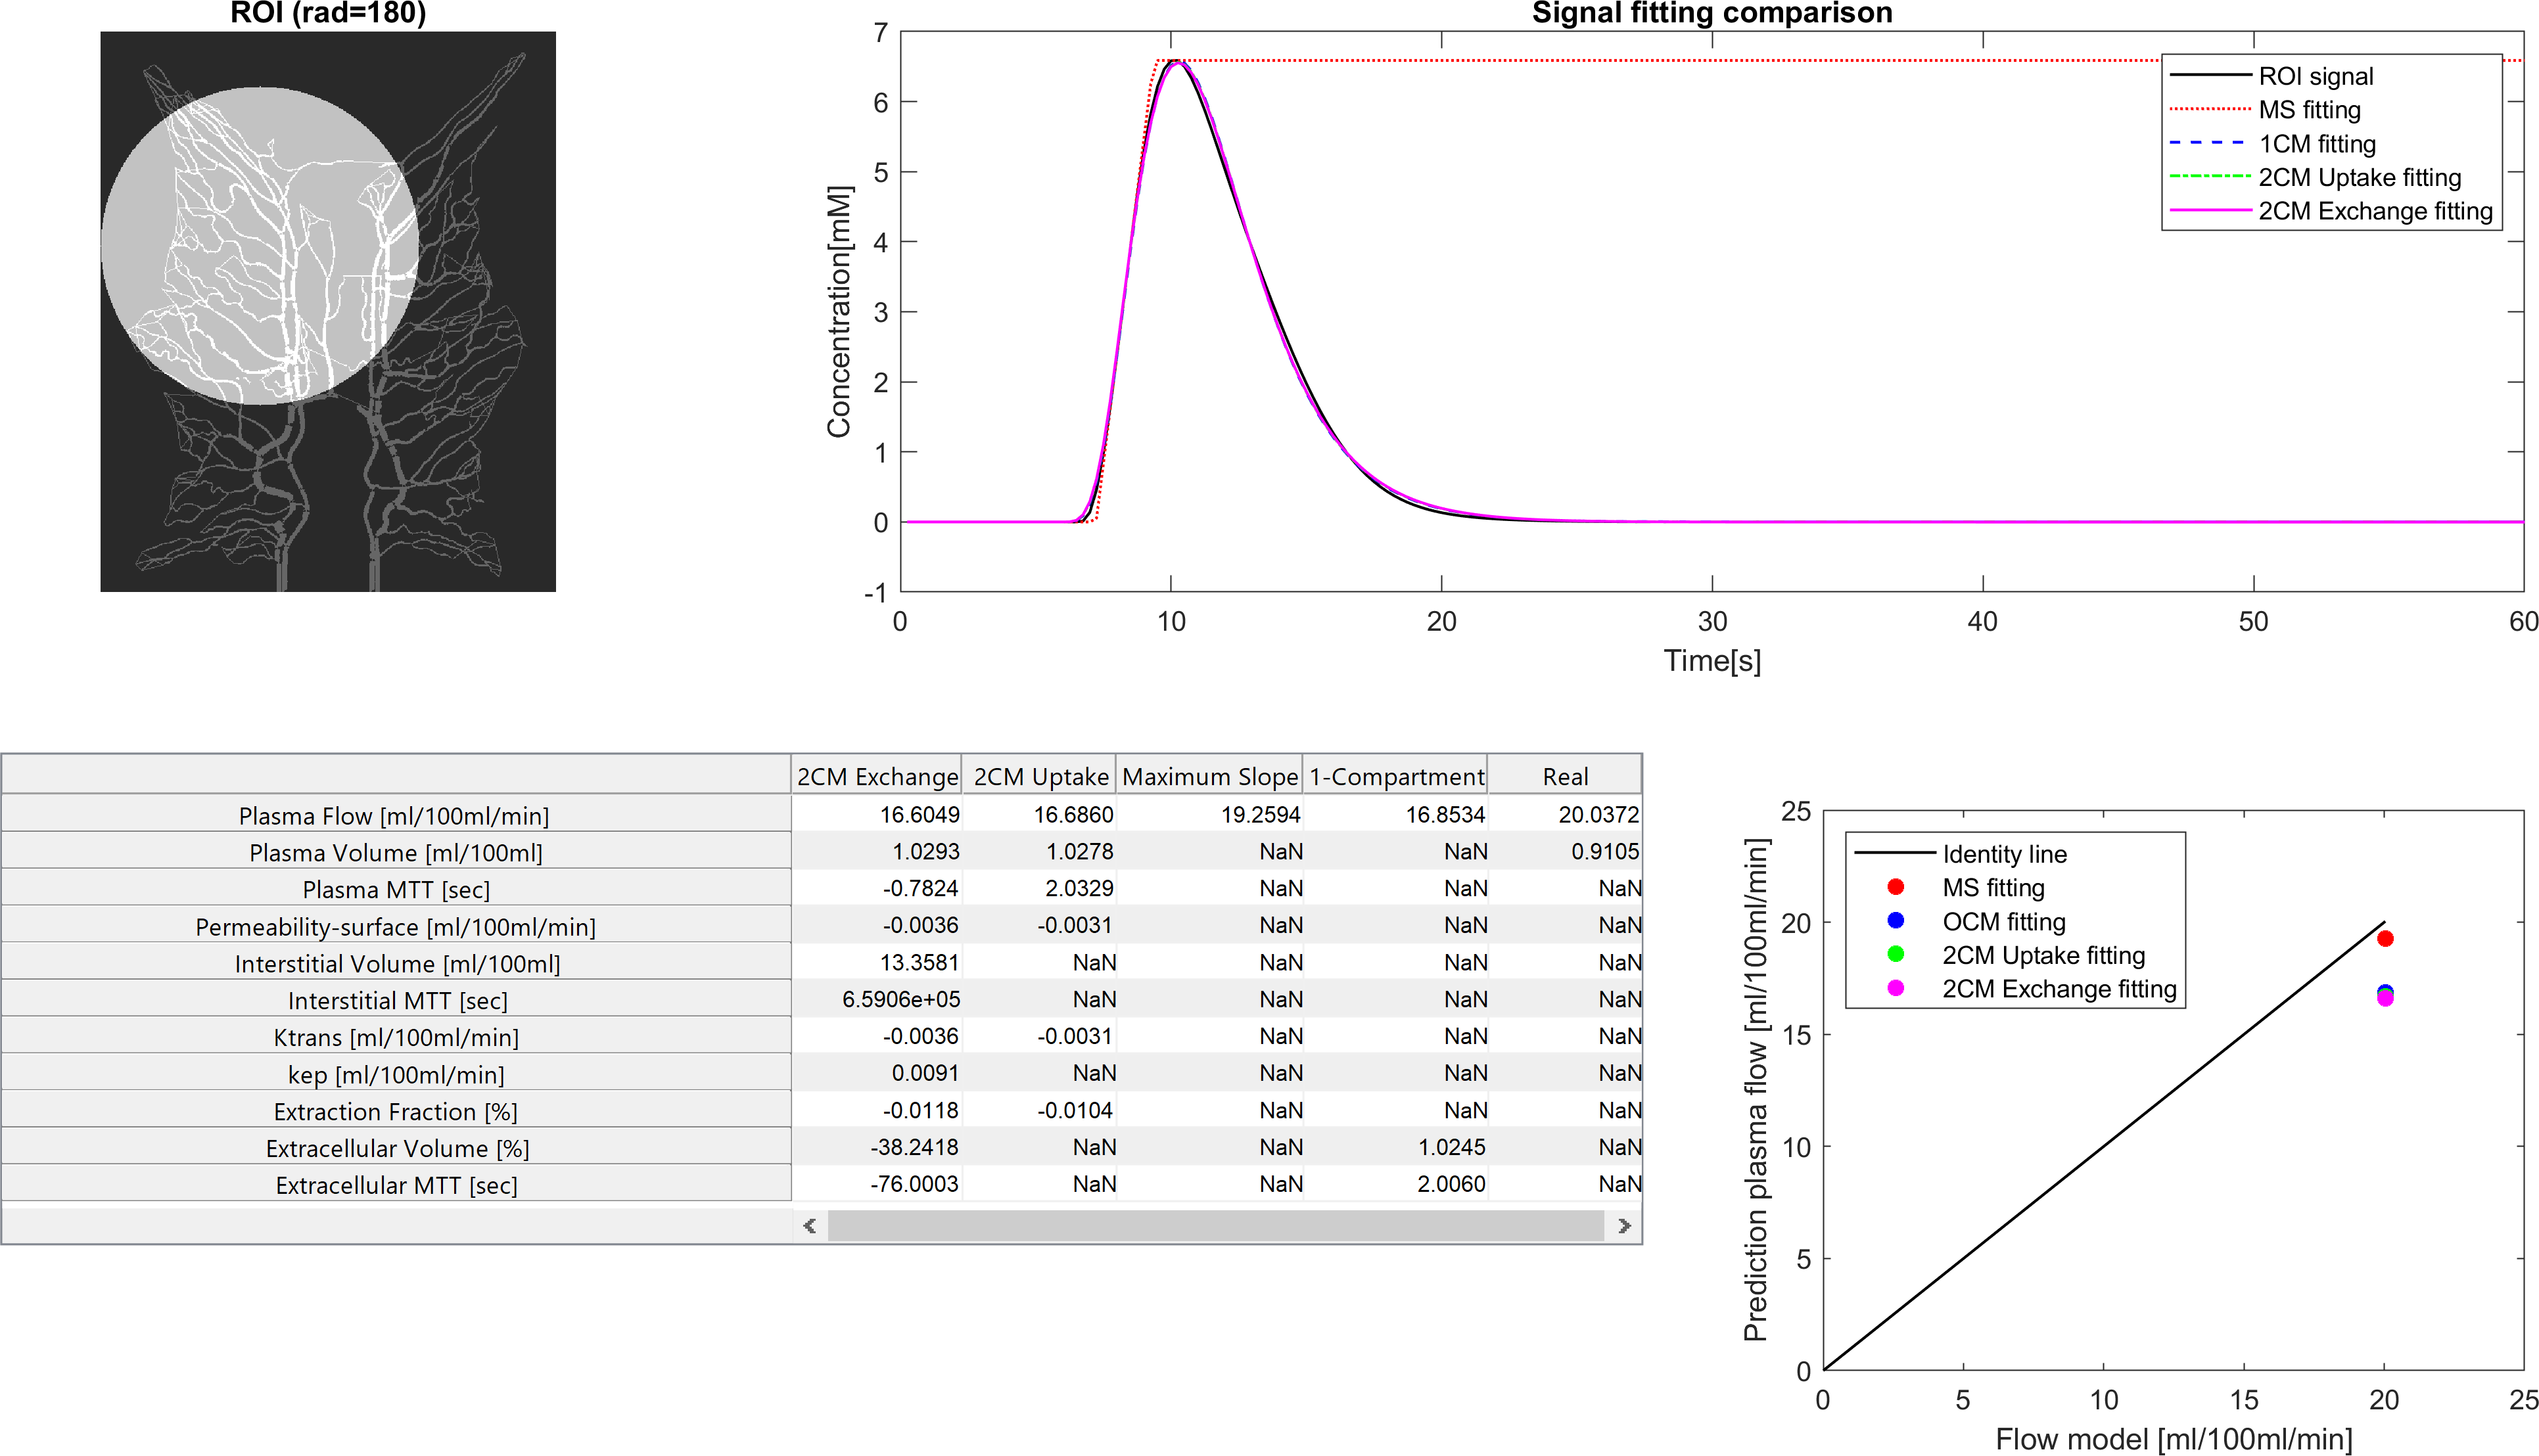 ROI (rad=180)
Signal fitting comparison
7
6
5
4
3
2
1
0
-1
Concentration[mM]
0 10 20 30 40 50 60
Time[s]
ROI signal
MS fitting
1CM fitting
2CM Uptake fitting
2CM Exchange fitting
2CM Exchange 2CM Uptake Maximum Slope 1-Compartment Real
Plasma Flow [ml/100ml/min] 16.6049 16.6860 19.2594 16.8534 20.0372
Plasma Volume [ml/100ml] 1.0293 1.0278 NaN NaN 0.9105
Plasma MTT [sec] -0.7824 2.0329 NaN NaN NaN
Permeability-surface [ml/100ml/min] -0.0036 -0.0031 NaN NaN NaN
Interstitial Volume [ml/100ml] 13.3581 NaN NaN NaN NaN
Interstitial MTT [sec] 6.5906e+05 NaN NaN NaN NaN
Ktrans [ml/100ml/min] -0.0036 -0.0031 NaN NaN NaN
kep [ml/100ml/min] 0.0091 NaN NaN NaN NaN
Extraction Fraction [%] -0.0118 -0.0104 NaN NaN NaN
Extracellular Volume [%] -38.2418 NaN NaN 1.0245 NaN
Extracellular MTT [sec] -76.0003 NaN NaN 2.0060 NaN
25
20
15
10
5
0
Prediction plasma flow [ml/100ml/min]
Identity line
MS fitting
OCM fitting
2CM Uptake fitting
2CM Exchange fitting
0 5 10 15 20 25
Flow model [ml/100ml/min]